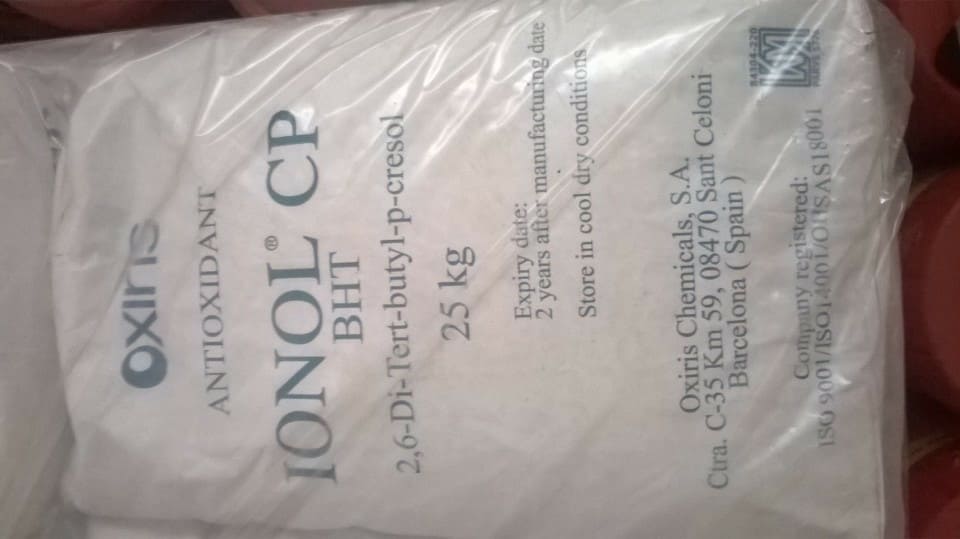 oxiris
ANTIOXIDANT
IONOL® CP
BHT
2,6-Di-Tert-butyl-p-cresol
25 kg
Expiry date:
2 years after manufacturing date
Store in cool dry conditions
Oxiris Chemicals, S.A.
Ctra. C-35 Km 59, 08470 Sant Celoni
Barcelona ( Spain )
Company registered:
ISO 9001/ISO14001/OHSAS18001